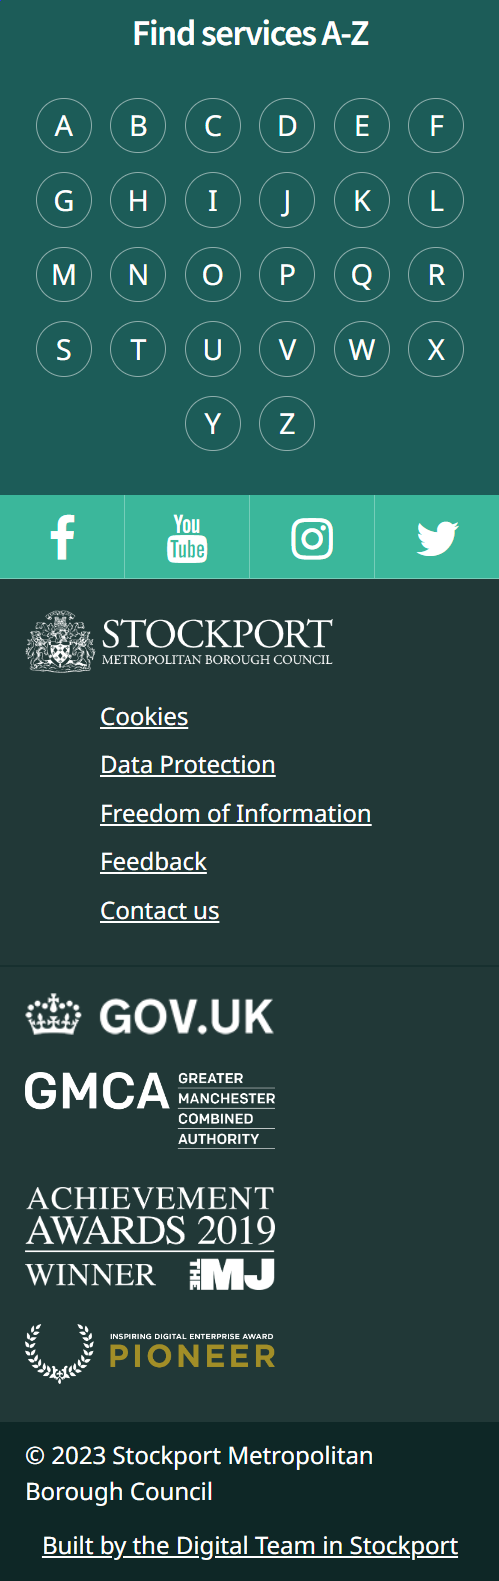 Find services A-Z
A B C D E F
G H I J K L
M N O P Q R
S T U V W X
Y Z
You
Tube
STOCKPORT
METROPOLITAN BOROUGH COUNCIL
Cookies
Data Protection
Freedom of Information
Feedback
Contact us
GOV.UK
GMCA
GREATER
MANCHESTER
COMBINED
AUTHORITY
ACHIEVEMENT
AWARDS 2019
WINNER THE MJ
INSPIRING DIGITAL ENTERPRISE AWARD
PIONEER
© 2023 Stockport Metropolitan
Borough Council
Built by the Digital Team in Stockport